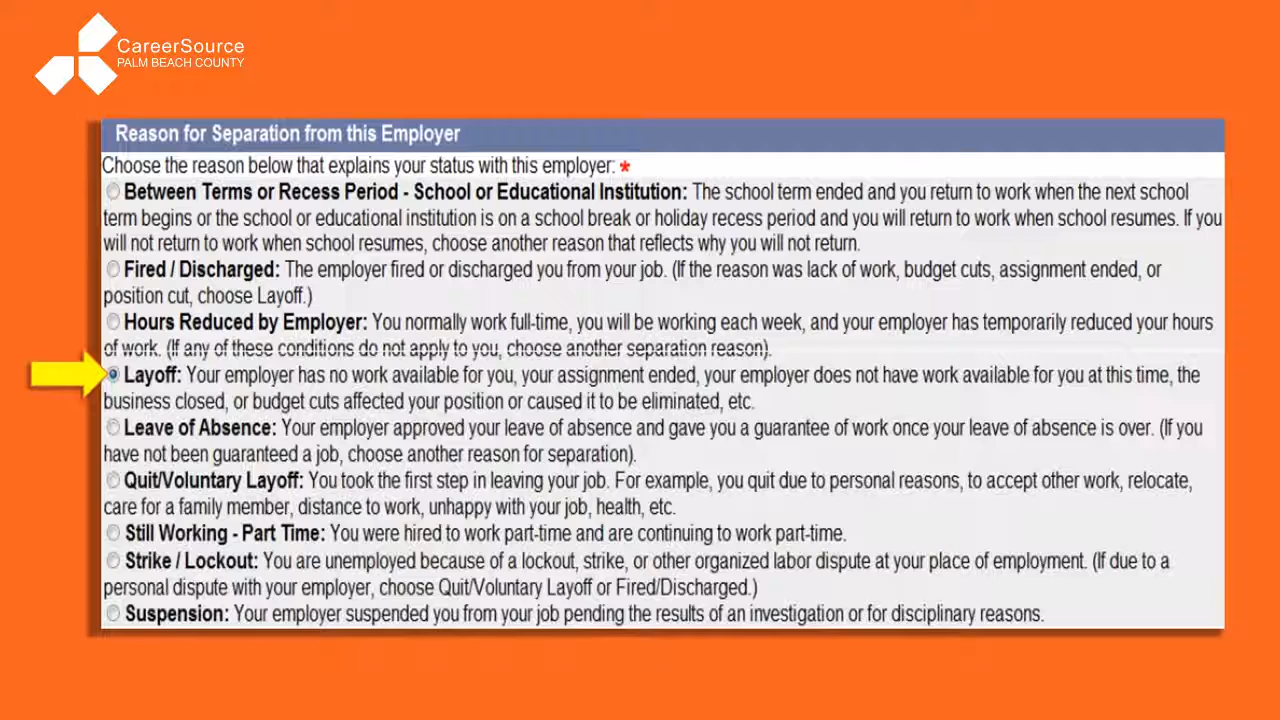 CareerSource
PALM BEACH COUNTY
Reason for Separation from this Employer
Choose the reason below that explains your status with this employer: *
Between Terms or Recess Period - School or Educational Institution: The school term ended and you return to work when the next school
term begins or the school or educational institution is on a school break or holiday recess period and you will return to work when school resumes. If you
will not return to work when school resumes, choose another reason that reflects why you will not return.
Fired / Discharged: The employer fired or discharged you from your job. (If the reason was lack of work, budget cuts, assignment ended, or
position cut, choose Layoff.)
Hours Reduced by Employer: You normally work full-time, you will be working each week, and your employer has temporarily reduced your hours
of work. (If any of these conditions do not apply to you, choose another separation reason).
Layoff: Your employer has no work available for you, your assignment ended, your employer does not have work available for you at this time, the
business closed, or budget cuts affected your position or caused it to be eliminated, etc.
Leave of Absence: Your employer approved your leave of absence and gave you a guarantee of work once your leave of absence is over. (If you
have not been guaranteed a job, choose another reason for separation).
Quit/Voluntary Layoff: You took the first step in leaving your job. For example, you quit due to personal reasons, to accept other work, relocate,
care for a family member, distance to work, unhappy with your job, health, etc.
Still Working - Part Time: You were hired to work part-time and are continuing to work part-time.
Strike / Lockout: You are unemployed because of a lockout, strike, or other organized labor dispute at your place of employment. (If due to a
personal dispute with your employer, choose Quit/Voluntary Layoff or Fired/Discharged.)
Suspension: Your employer suspended you from your job pending the results of an investigation or for disciplinary reasons.